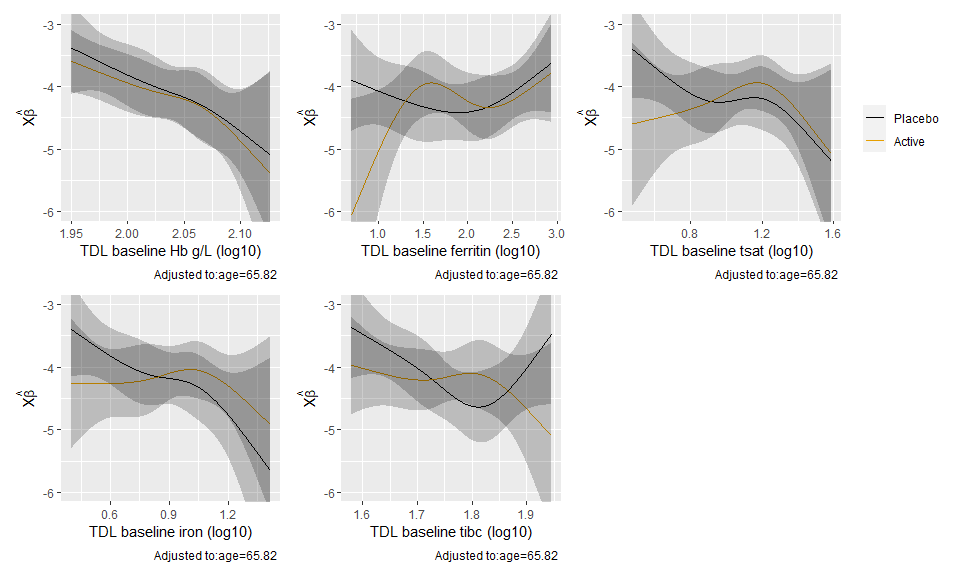 -3
-4
-5
-6
Xβ̂
1.95 2.00 2.05 2.10
TDL baseline Hb g/L (log10)
Adjusted to:age=65.82
-3
-4
-5
-6
Xβ̂
1.0 1.5 2.0 2.5 3.0
TDL baseline ferritin (log10)
Adjusted to:age=65.82
-3
-4
-5
-6
Xβ̂
0.8 1.2 1.6
TDL baseline tsat (log10)
Adjusted to:age=65.82
Placebo
Active
-3
-4
-5
-6
Xβ̂
0.6 0.9 1.2
TDL baseline iron (log10)
Adjusted to:age=65.82
-3
-4
-5
-6
Xβ̂
1.6 1.7 1.8 1.9
TDL baseline tibc (log10)
Adjusted to:age=65.82